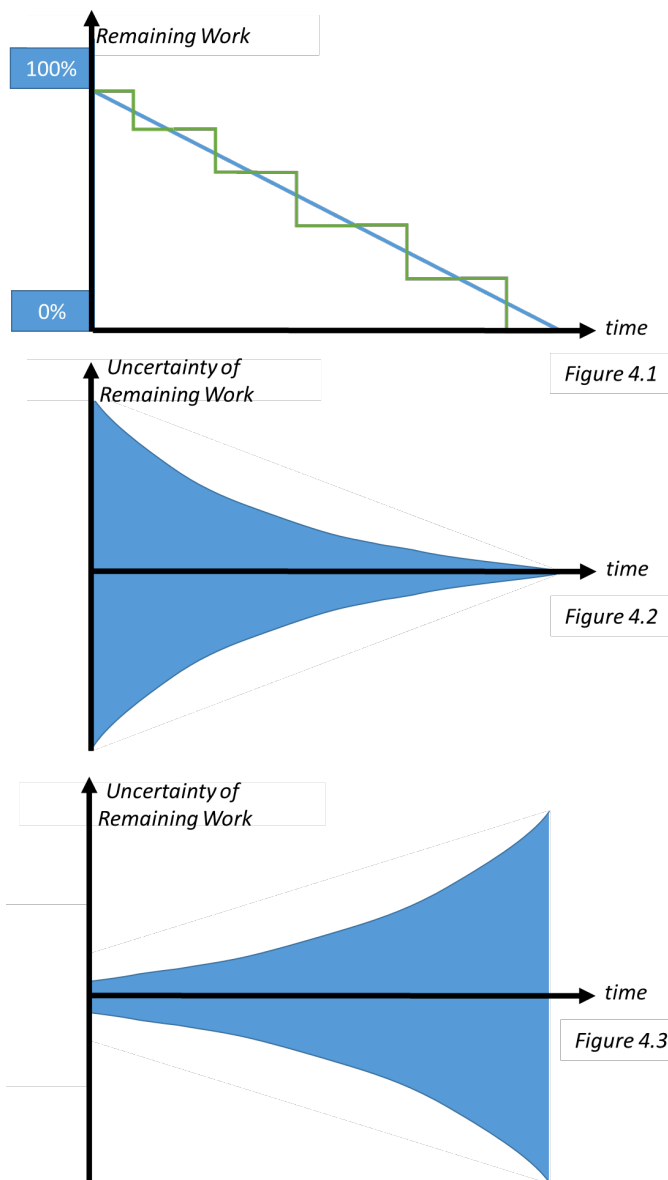 Remaining Work
100%
0%
time
Figure 4.1
Uncertainty of
Remaining Work
time
Figure 4.2
Uncertainty of
Remaining Work
time
Figure 4.3